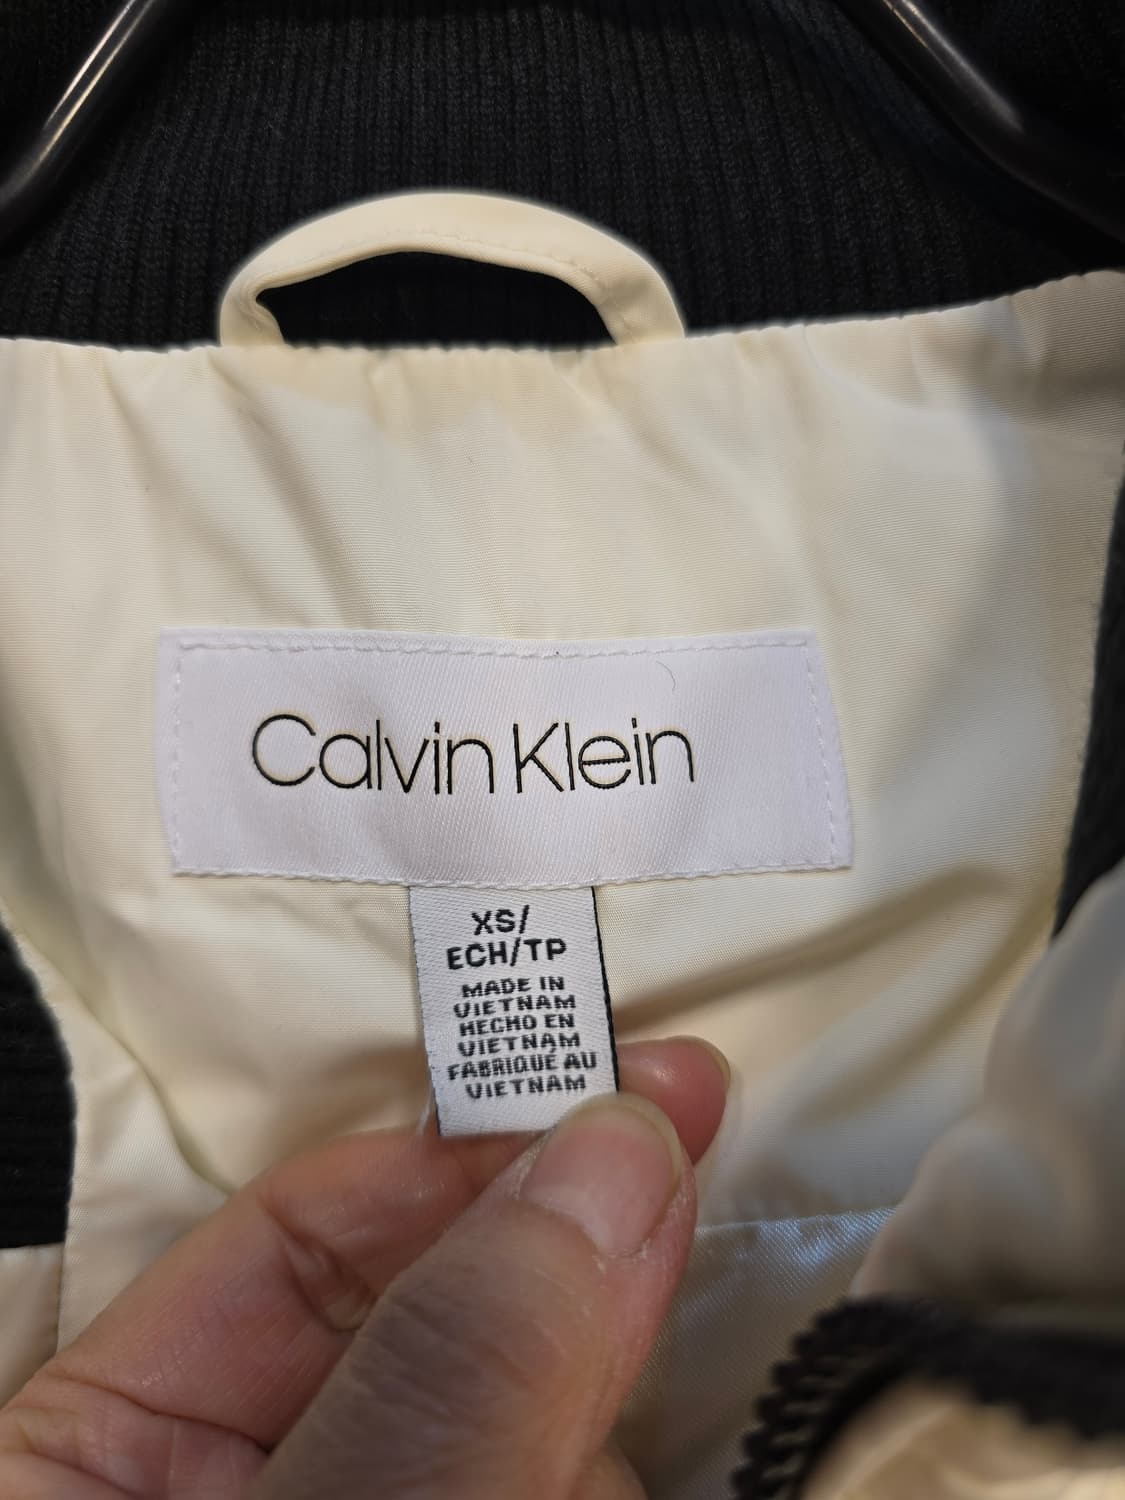 Calvin Klein
XS/
ECH/TP
MADE IN
VIETNAM
HECHO EN
VIETNAM
FABRIQUÉ AU
VIETNAM